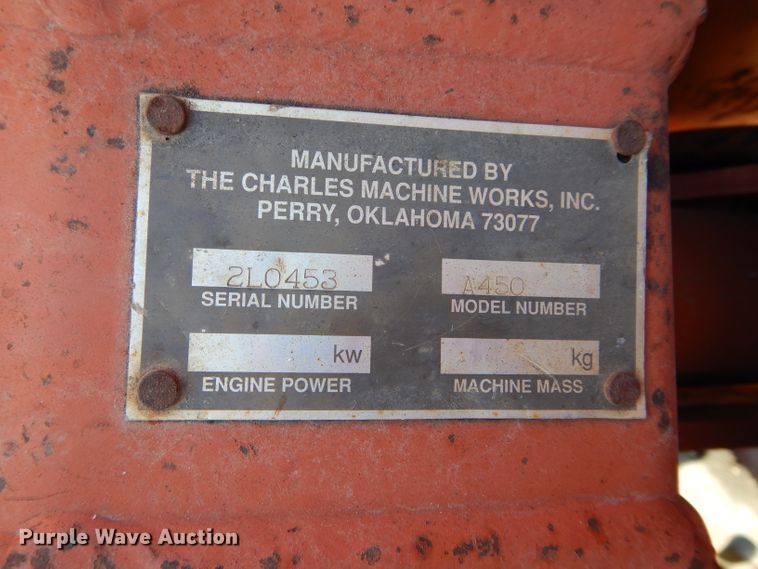 MANUFACTURED BY
THE CHARLES MACHINE WORKS, INC.
PERRY, OKLAHOMA 73077
2L0453
SERIAL NUMBER
A450
MODEL NUMBER
kw
ENGINE POWER
kg
MACHINE MASS
Purple Wave Auction